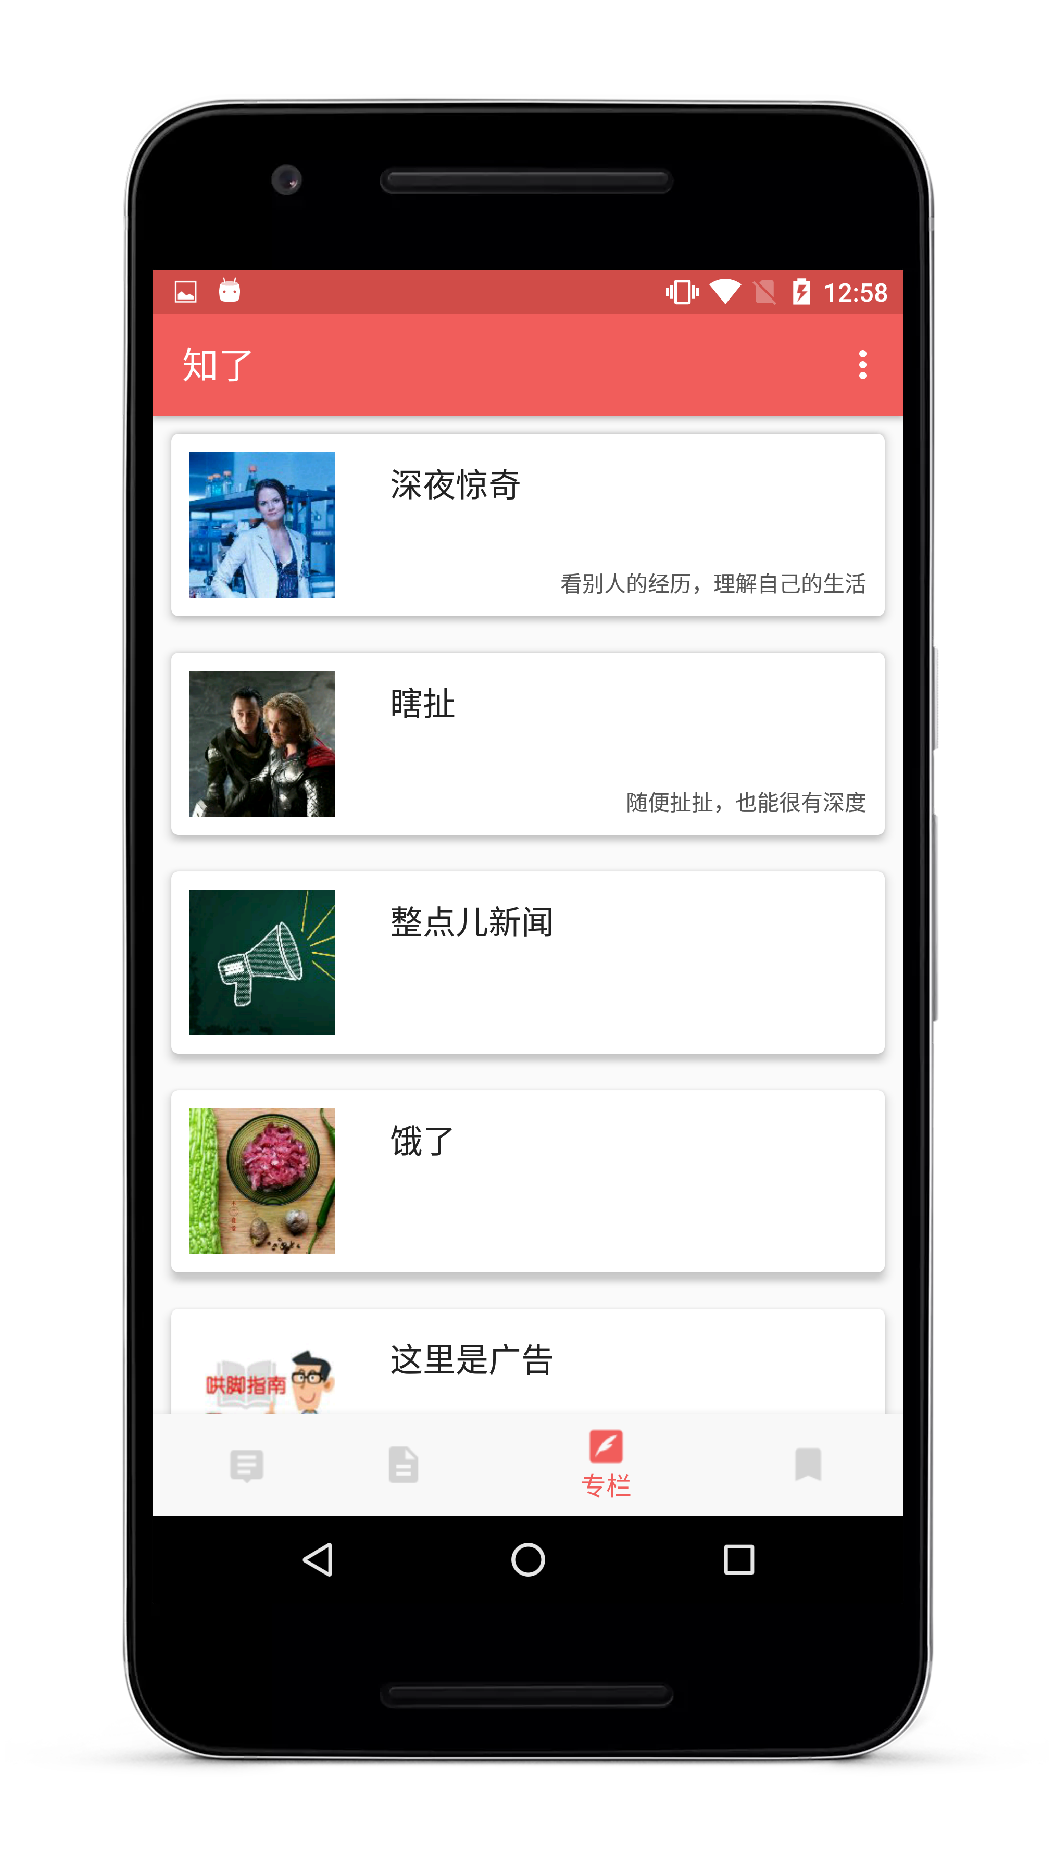 12:58
知了
深夜惊奇
看别人的经历，理解自己的生活
瞎扯
随便扯扯，也能很有深度
整点儿新闻
饿了
这里是广告
哄脚指南
专栏